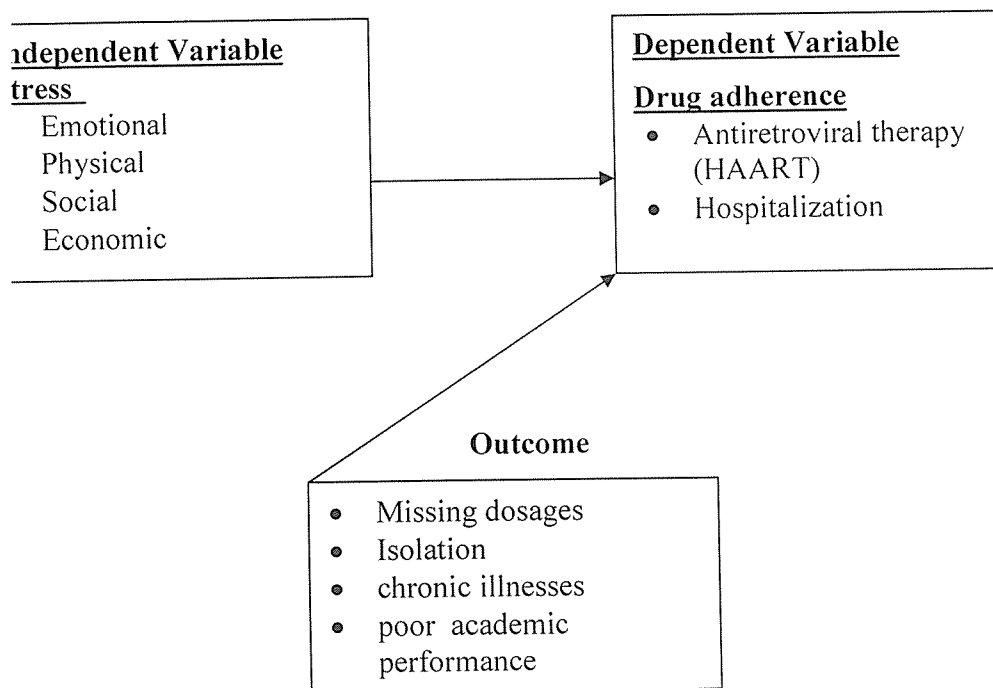 ndependent Variable
tress
Emotional
Physical
Social
Economic
Dependent Variable
Drug adherence
• Antiretroviral therapy
(HAART)
• Hospitalization
Outcome
• Missing dosages
• Isolation
• chronic illnesses
• poor academic
performance